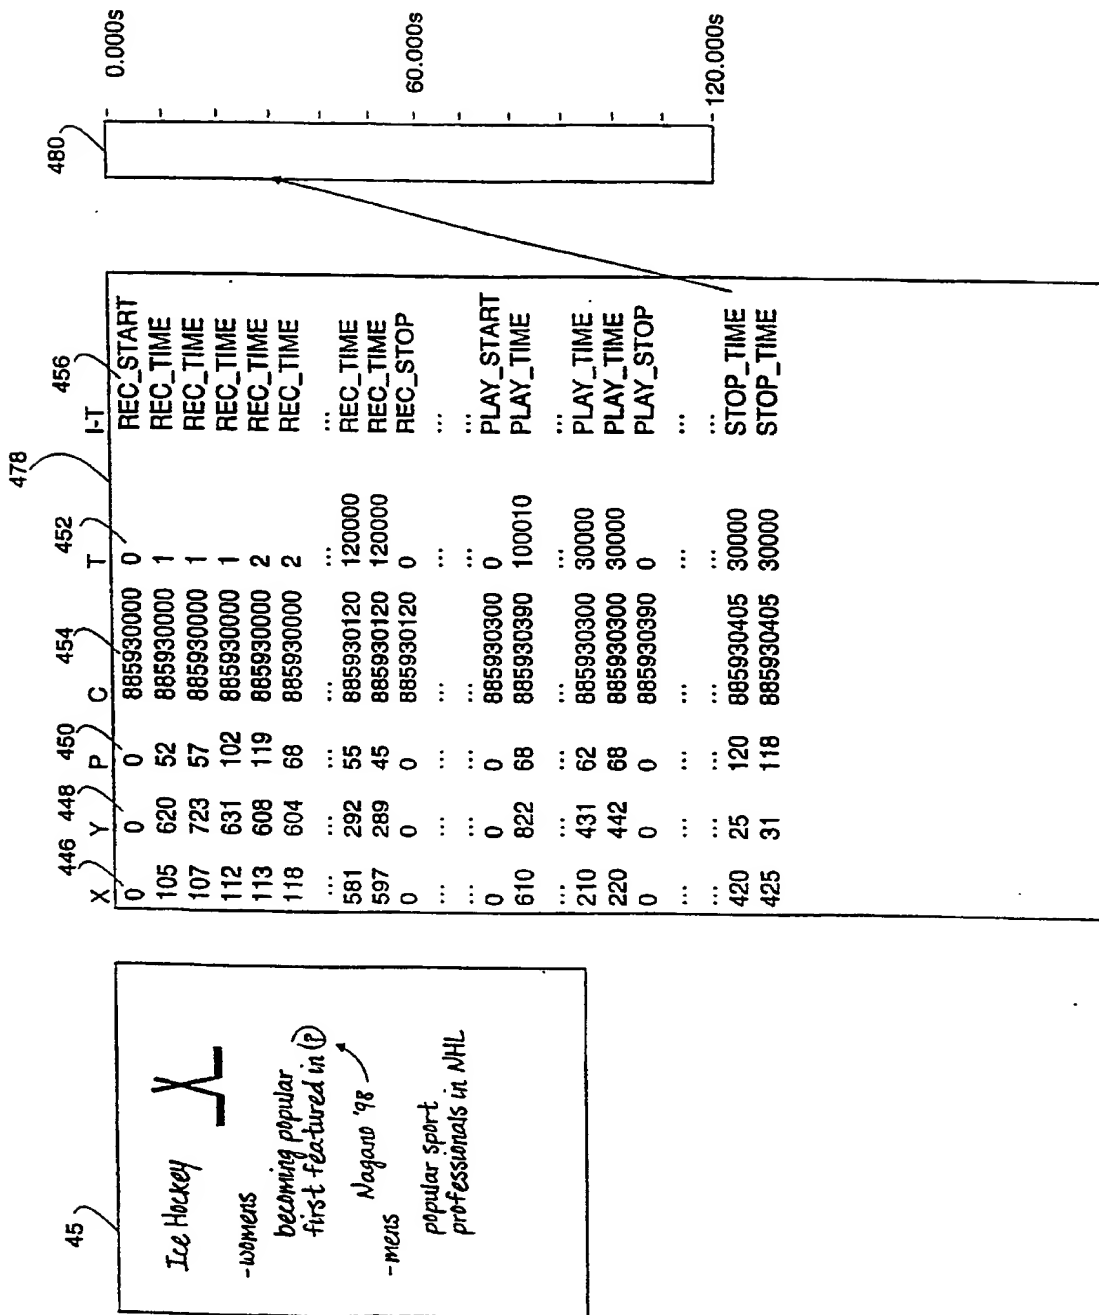 45
Ice Hockey
-womens
becoming popular
first featured in (P)
Nagano '98
-mens
popular sport
professionals in NHL
478
446 448 450 454 452 456
X Y P C T I-T
0 0 0 885930000 0 REC_START
105 620 52 885930000 1 REC_TIME
107 723 57 885930000 1 REC_TIME
112 631 102 885930000 1 REC_TIME
113 608 119 885930000 2 REC_TIME
118 604 68 885930000 2 REC_TIME
... ... ... ... ... ...
581 292 55 885930120 120000 REC_TIME
597 289 45 885930120 120000 REC_TIME
0 0 0 885930120 0 REC_STOP
... ... ... ... ... ...
... ... ... ... ... ...
0 0 0 885930300 0 PLAY_START
610 822 68 885930390 100010 PLAY_TIME
... ... ... ... ... ...
210 431 62 885930300 30000 PLAY_TIME
220 442 68 885930300 30000 PLAY_TIME
0 0 0 885930390 0 PLAY_STOP
... ... ... ... ... ...
... ... ... ... ... ...
420 25 120 885930405 30000 STOP_TIME
425 31 118 885930405 30000 STOP_TIME
480
0.000s
60.000s
120.000s